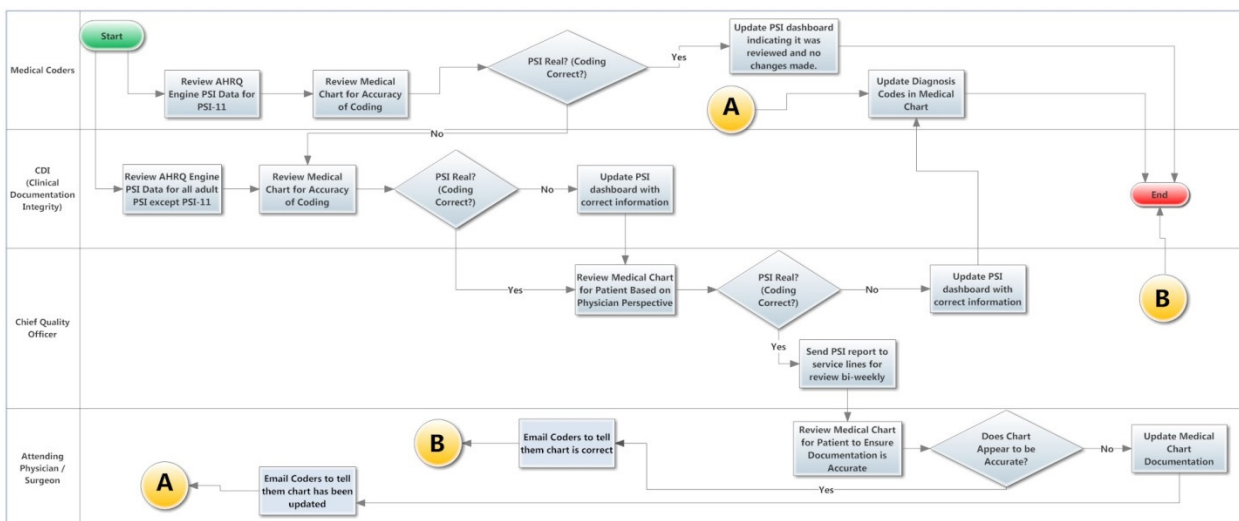 Medical Coders
Start
Review AHRQ
Engine PSI Data for
PSI-11
Review Medical
Chart for Accuracy
of Coding
PSI Real? (Coding
Correct?)
Yes
No
Update PSI dashboard
indicating it was
reviewed and no
changes made.
A
Update Diagnosis
Codes in Medical
Chart
CDI
(Clinical
Documentation
Integrity)
Review AHRQ Engine
PSI Data for all adult
PSI except PSI-11
Review Medical
Chart for Accuracy
of Coding
PSI Real?
(Coding
Correct?)
No
Yes
Update PSI
dashboard with
correct information
End
Chief Quality
Officer
Review Medical Chart
for Patient Based on
Physician Perspective
PSI Real?
(Coding
Correct?)
No
Yes
Update PSI
dashboard with
correct information
B
Send PSI report to
service lines for
review bi-weekly
Attending
Physician /
Surgeon
A
Email Coders to tell
them chart has been
updated
B
Email Coders to tell
them chart is correct
Review Medical Chart
for Patient to Ensure
Documentation is
Accurate
Does Chart
Appear to be
Accurate?
No
Yes
Update Medical
Chart
Documentation